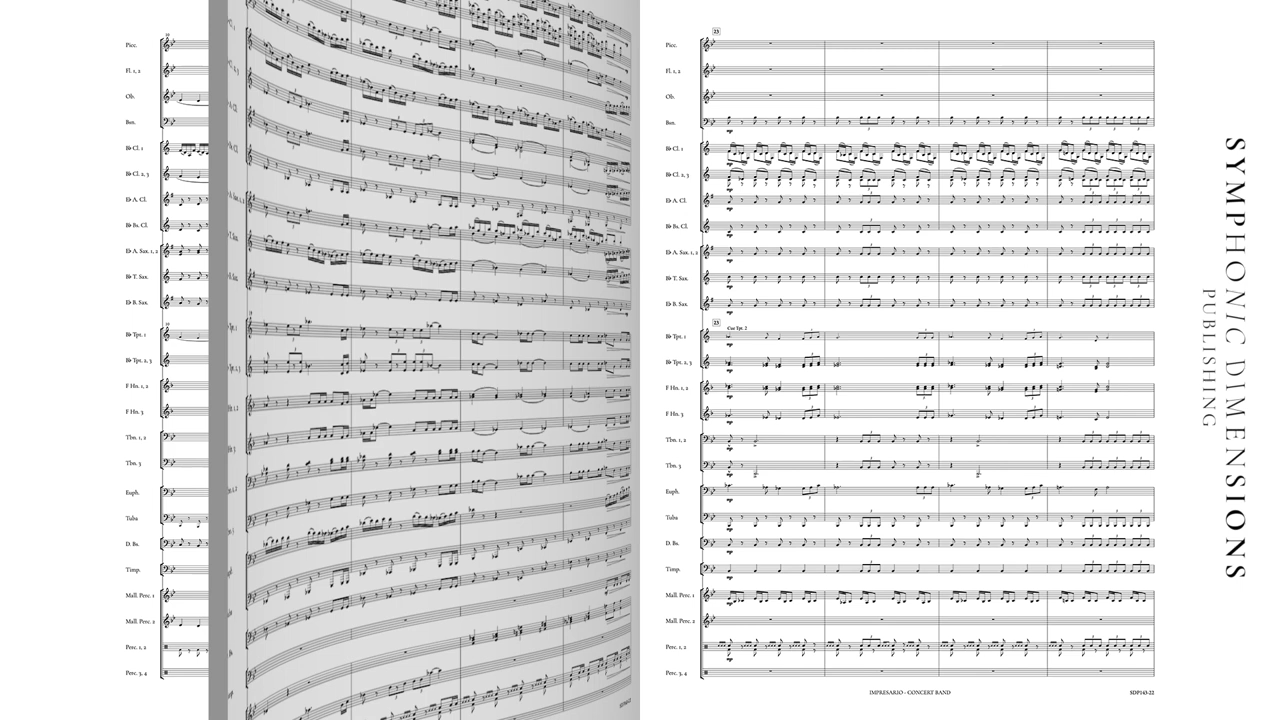 Picc.
Fl. 1, 2
Ob.
Bsn.
B♭ Cl. 1
B♭ Cl. 2, 3
E♭ A. Cl.
B♭ Bs. Cl.
E♭ A. Sax. 1, 2
B♭ T. Sax.
E♭ B. Sax.
B♭ Tpt. 1
B♭ Tpt. 2, 3
F Hn. 1, 2
F Hn. 3
Tbn. 1, 2
Tbn. 3
Euph.
Tuba
D. Bs.
Timp.
Mall. Perc. 1
Mall. Perc. 2
Perc. 1, 2
Perc. 3, 4
23
Picc.
Fl. 1, 2
Ob.
Bsn.
B♭ Cl. 1
B♭ Cl. 2, 3
E♭ A. Cl.
B♭ Bs. Cl.
E♭ A. Sax. 1, 2
B♭ T. Sax.
E♭ B. Sax.
23
Cue Tpt. 2
B♭ Tpt. 1
B♭ Tpt. 2, 3
F Hn. 1, 2
F Hn. 3
Tbn. 1, 2
Tbn. 3
Euph.
Tuba
D. Bs.
Timp.
Mall. Perc. 1
Mall. Perc. 2
Perc. 1, 2
Perc. 3, 4
IMPRESARIO - CONCERT BAND
SDP143-22
SYMPHONIC DIMENSIONS
PUBLISHING